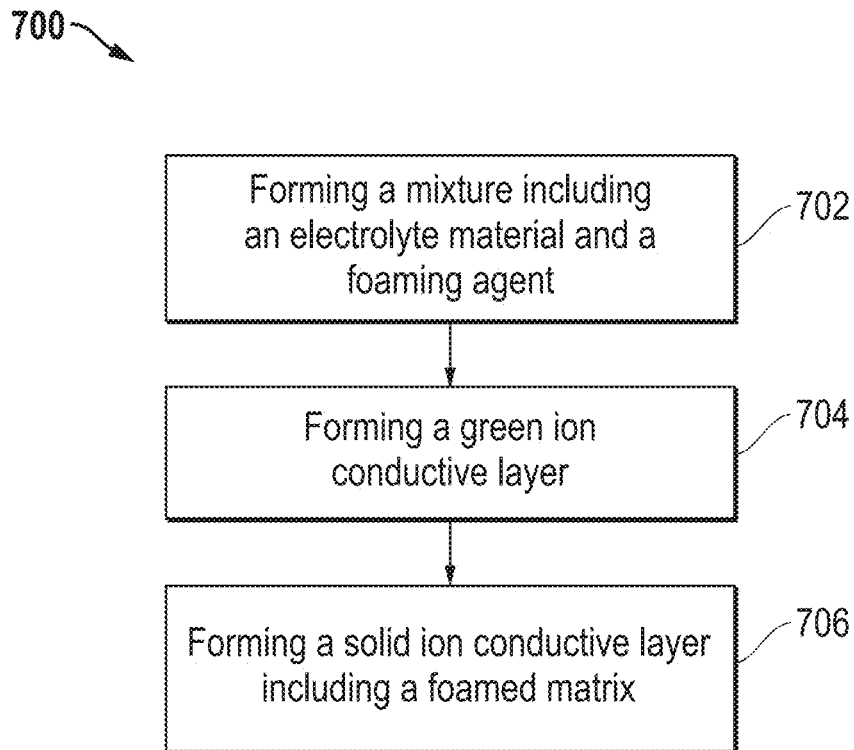 700
Forming a mixture including
an electrolyte material and a
foaming agent
702
Forming a green ion
conductive layer
704
Forming a solid ion conductive layer
including a foamed matrix
706